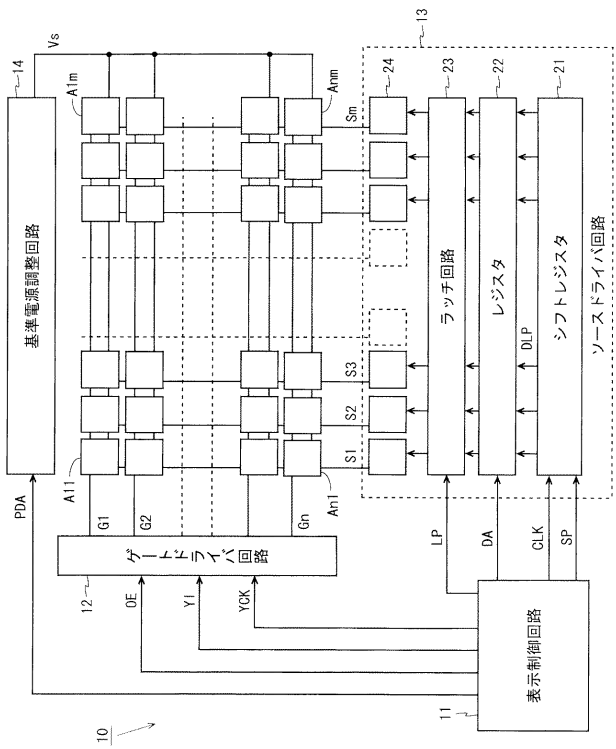 10
11
表示制御回路
PDA
OE
YI
YCK
LP
DA
CLK
SP
12
ゲートドライバ回路
G1
G2
Gn
14
基準電源調整回路
Vs
A11
A1m
An1
Anm
S1
S2
S3
Sm
13
24
23
ラッチ回路
22
レジスタ
DLP
21
シフトレジスタ
ソースドライバ回路